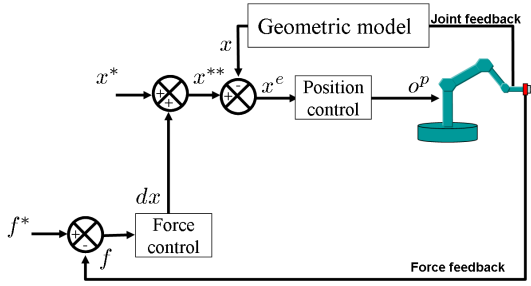 Geometric model
Joint feedback
x
x*
x**
x^e
Position
control
o^p
dx
f*
f
Force
control
Force feedback